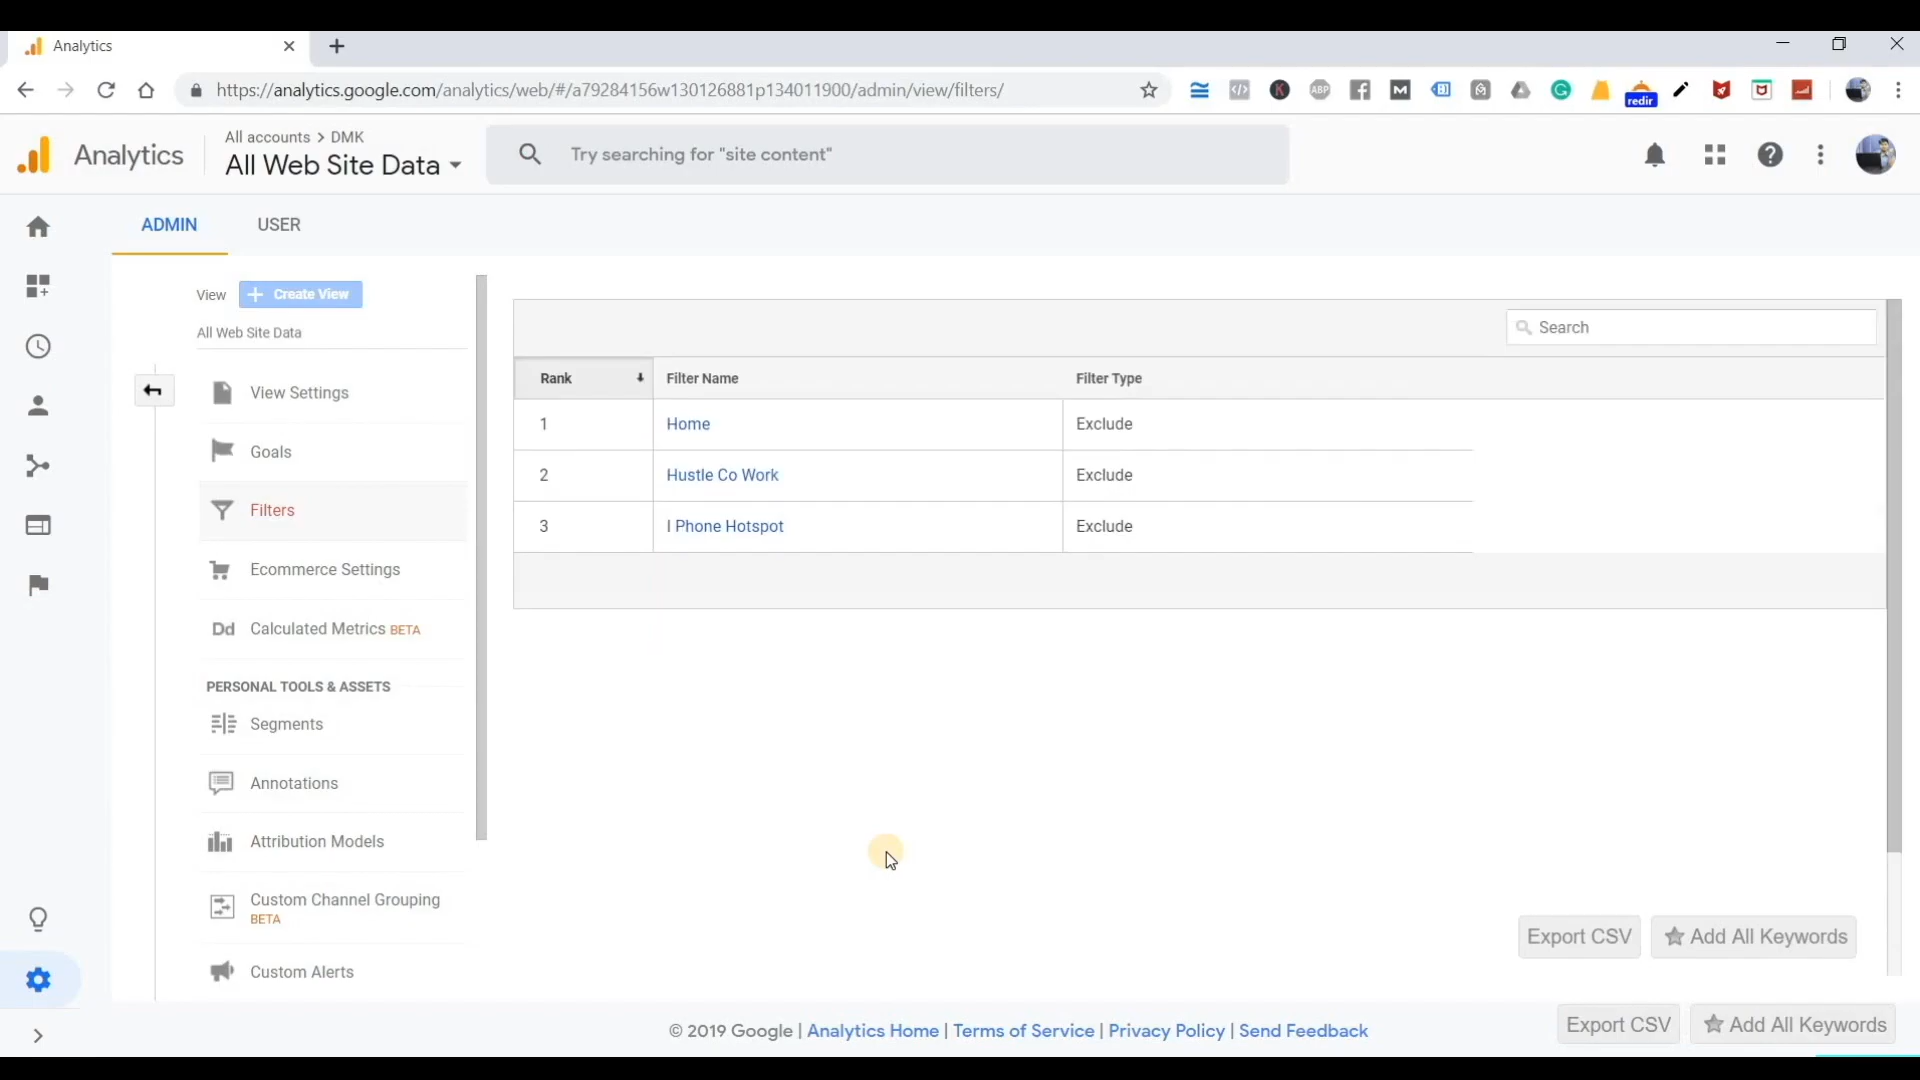 Analytics
https://analytics.google.com/analytics/web/#/a79284156w130126881p134011900/admin/view/filters/
ABP
M
redir
Analytics
All accounts > DMK
All Web Site Data
Try searching for "site content"
ADMIN
USER
View
Create View
All Web Site Data
Search
Rank
Filter Name
Filter Type
1
Home
Exclude
2
Hustle Co Work
Exclude
3
I Phone Hotspot
Exclude
View Settings
Goals
Filters
Ecommerce Settings
Dd
Calculated Metrics BETA
PERSONAL TOOLS & ASSETS
Segments
Annotations
Attribution Models
Custom Channel Grouping
BETA
Custom Alerts
Export CSV
Add All Keywords
© 2019 Google | Analytics Home | Terms of Service | Privacy Policy | Send Feedback
Export CSV
Add All Keywords